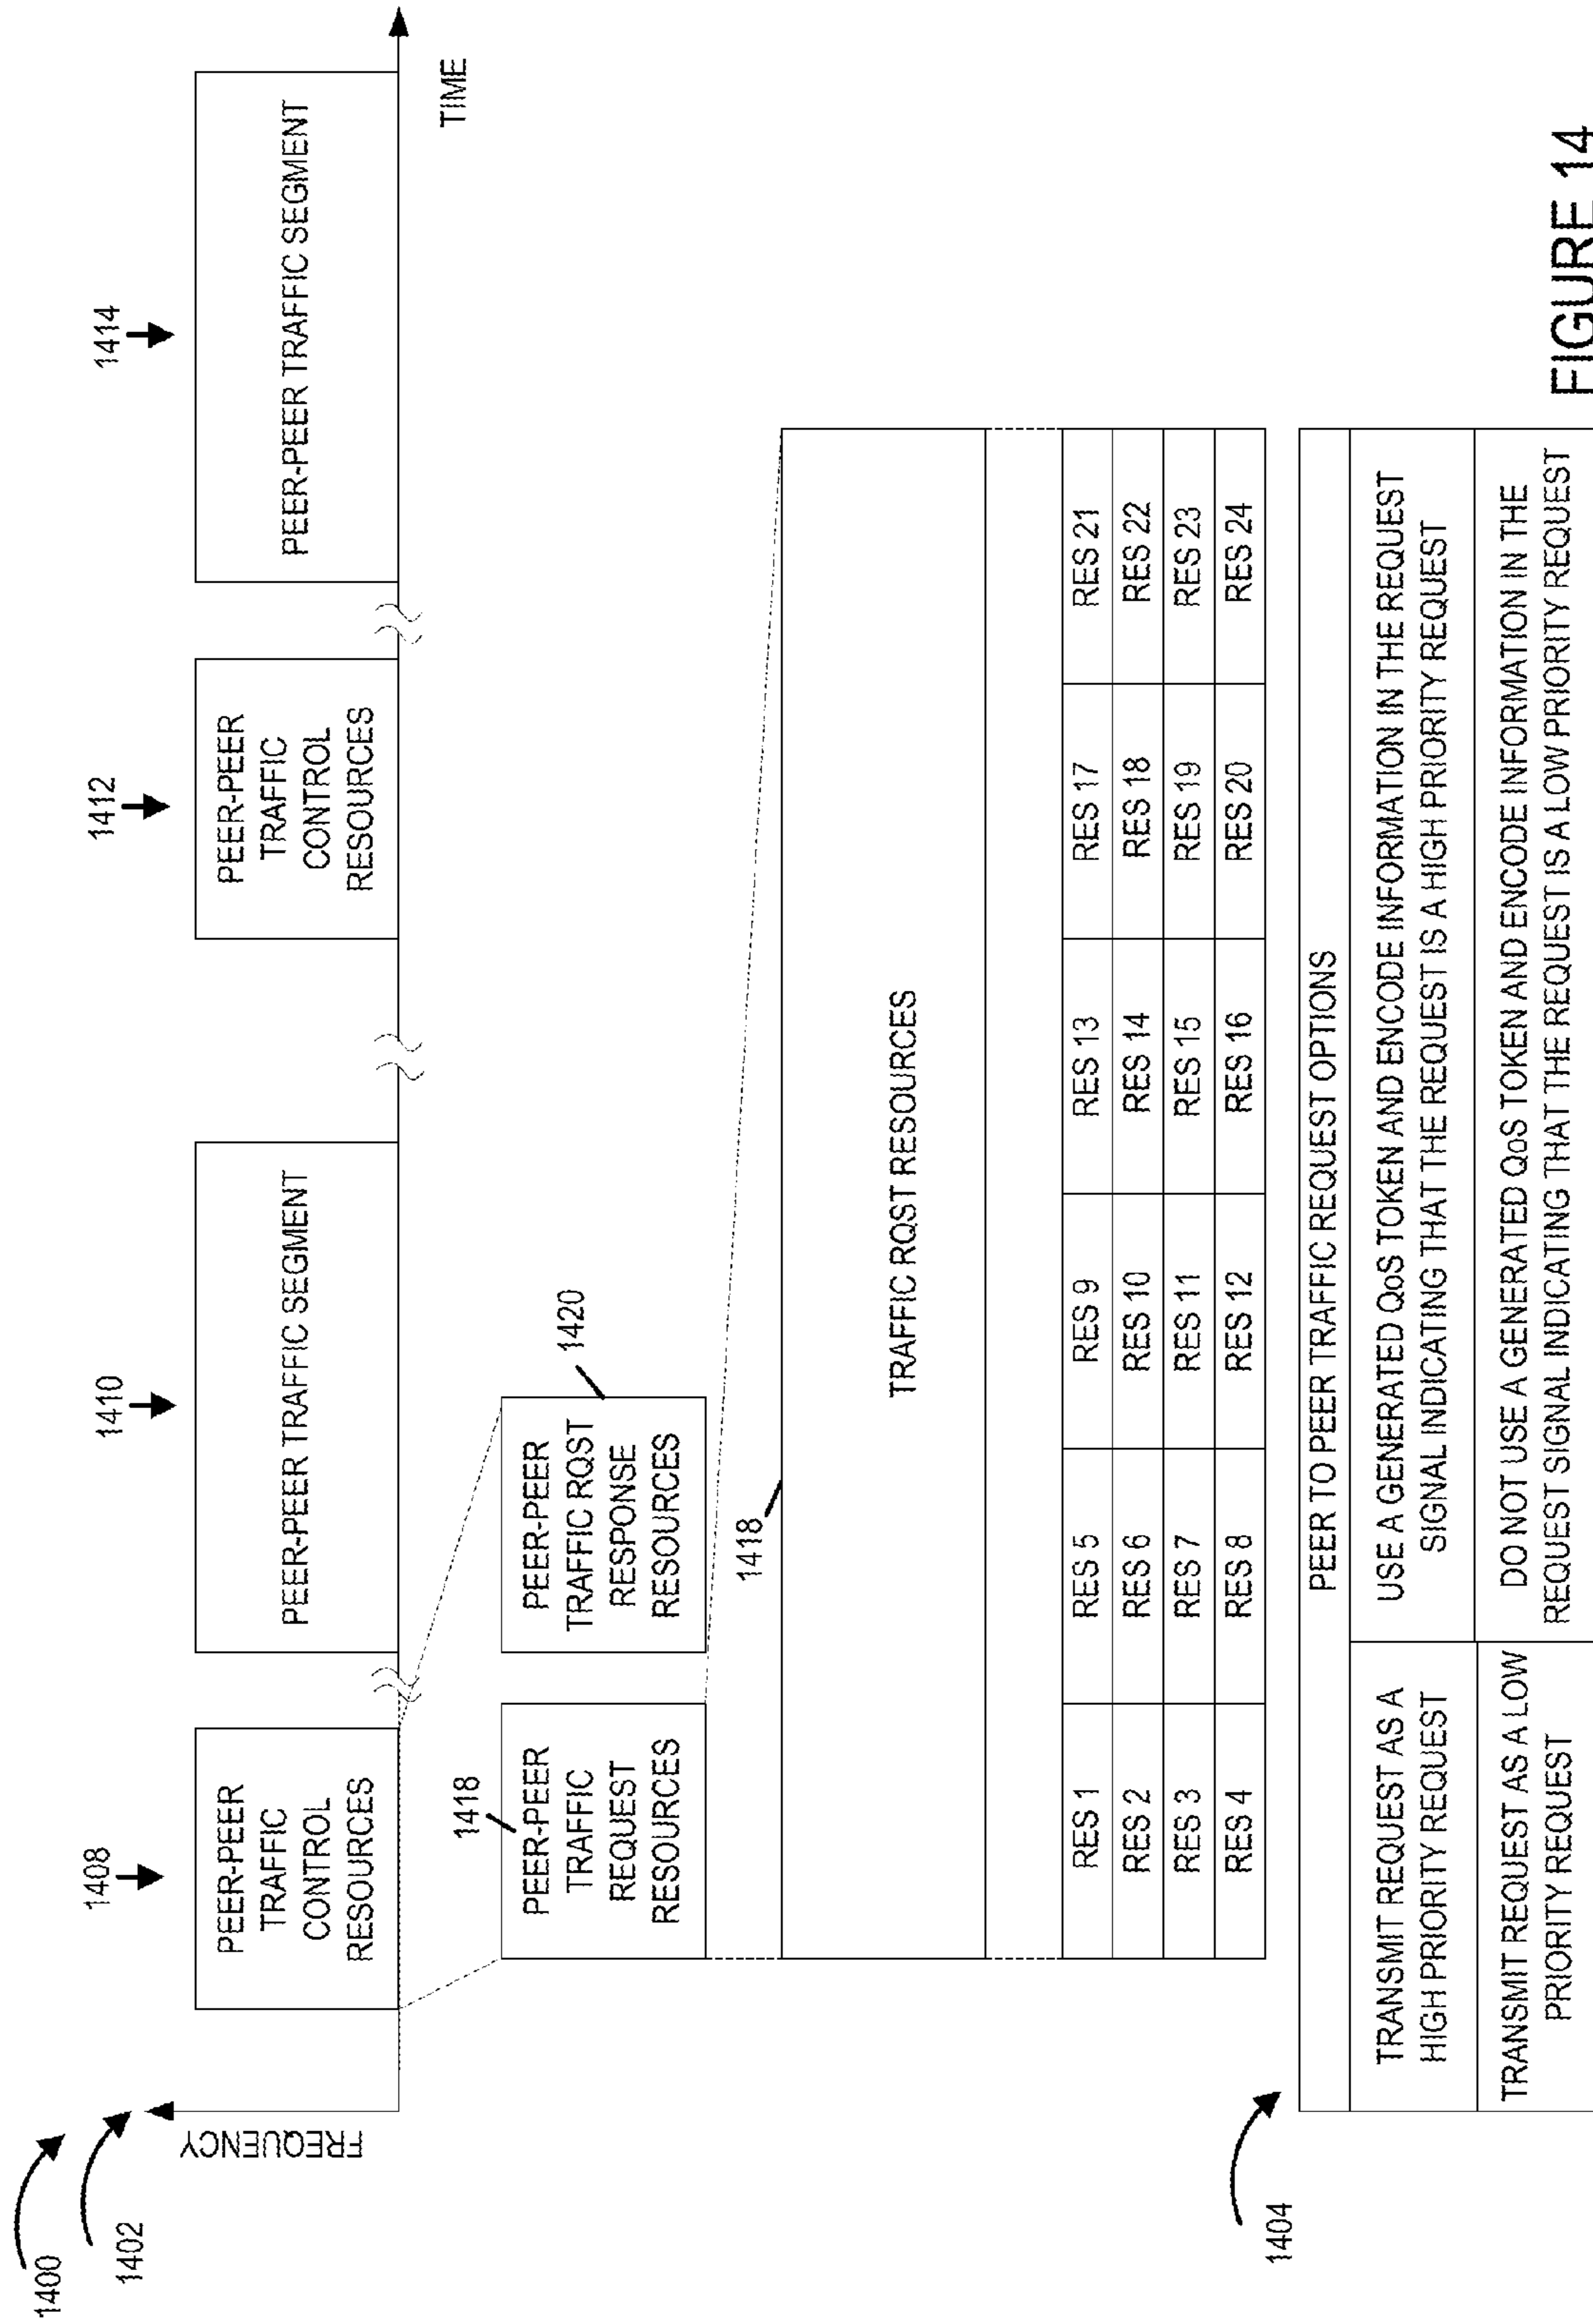 1400
1402
FREQUENCY
1408
PEER-PEER
TRAFFIC
CONTROL
RESOURCES
1410
PEER-PEER TRAFFIC SEGMENT
1412
PEER-PEER
TRAFFIC
CONTROL
RESOURCES
1414
PEER-PEER TRAFFIC SEGMENT
TIME
1418
PEER-PEER
TRAFFIC
REQUEST
RESOURCES
PEER-PEER
TRAFFIC RQST
RESPONSE
RESOURCES
1420
1418
TRAFFIC RQST RESOURCES
RES 1 RES 5 RES 9 RES 13 RES 17 RES 21
RES 2 RES 6 RES 10 RES 14 RES 18 RES 22
RES 3 RES 7 RES 11 RES 15 RES 19 RES 23
RES 4 RES 8 RES 12 RES 16 RES 20 RES 24
1404
PEER TO PEER TRAFFIC REQUEST OPTIONS
TRANSMIT REQUEST AS A
HIGH PRIORITY REQUEST
USE A GENERATED QoS TOKEN AND ENCODE INFORMATION IN THE REQUEST
SIGNAL INDICATING THAT THE REQUEST IS A HIGH PRIORITY REQUEST
TRANSMIT REQUEST AS A LOW
PRIORITY REQUEST
DO NOT USE A GENERATED QoS TOKEN AND ENCODE INFORMATION IN THE
REQUEST SIGNAL INDICATING THAT THE REQUEST IS A LOW PRIORITY REQUEST
FIGURE 14